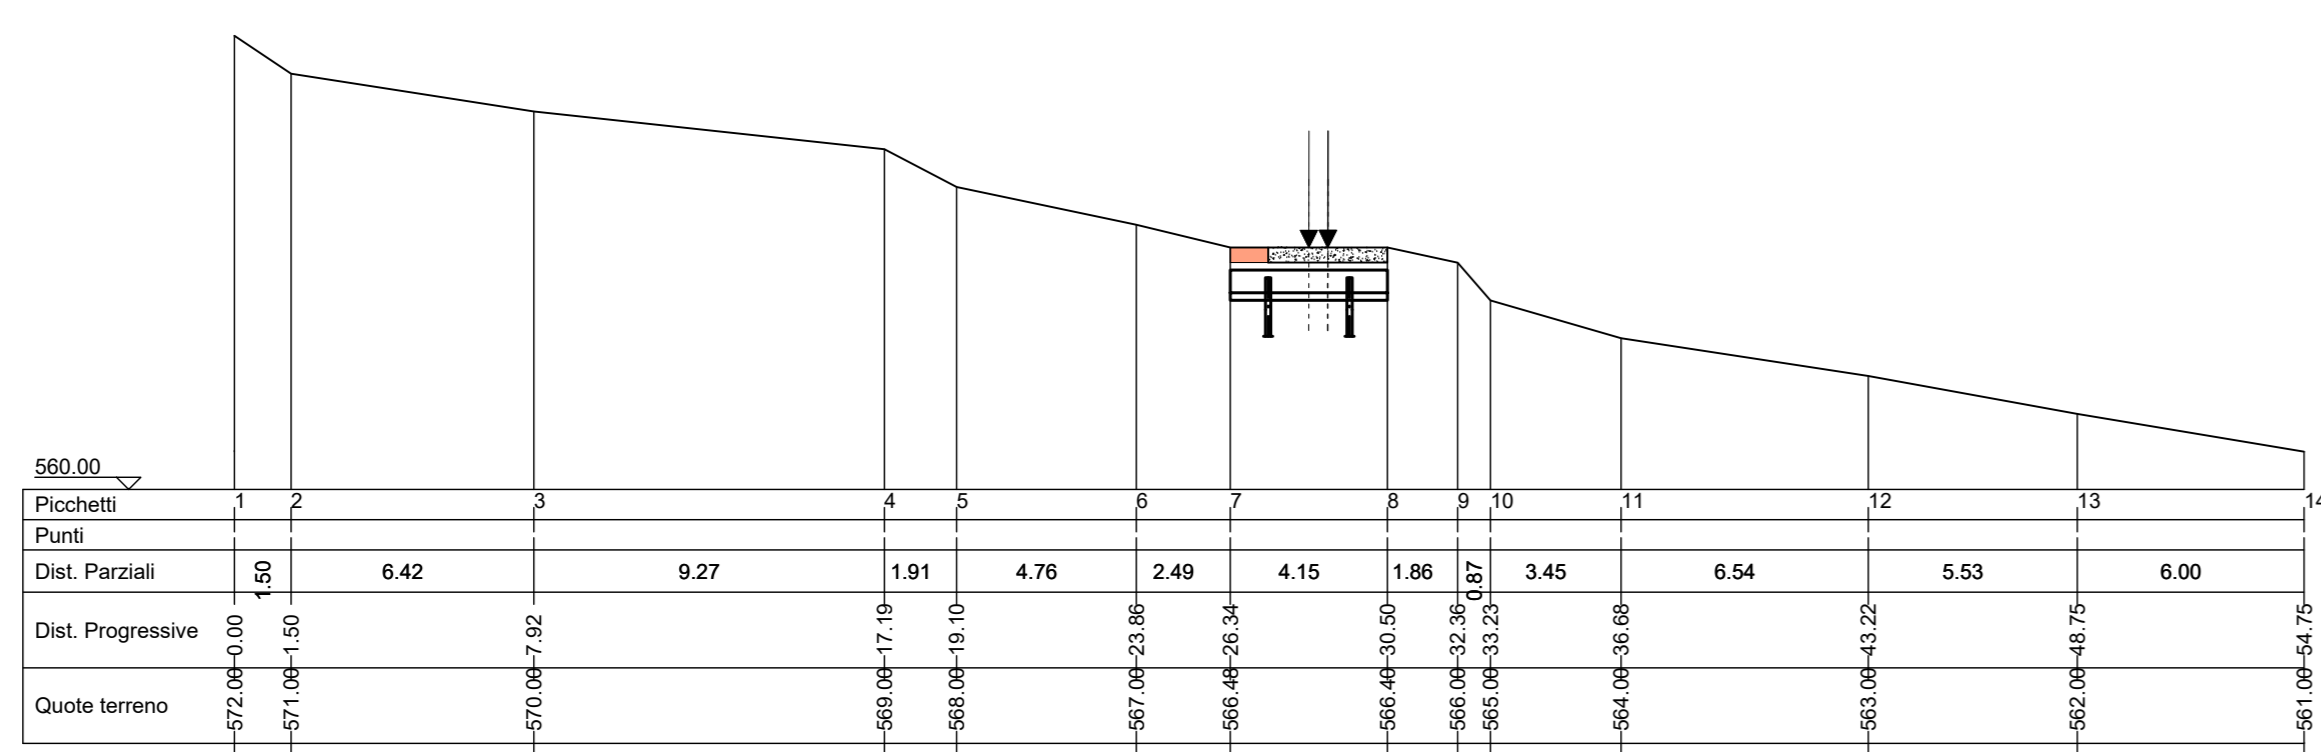 560.00
Picchetti 1 2 3 4 5 6 7 8 9 10 11 12 13 14
Punti
Dist. Parziali 1.50 6.42 9.27 1.91 4.76 2.49 4.15 1.86 0.87 3.45 6.54 5.53 6.00
Dist. Progressive 0.00 1.50 7.92 17.19 19.10 23.86 26.34 30.50 32.36 33.23 36.68 43.22 48.75 54.75
Quote terreno 572.00 571.00 570.00 569.00 568.00 567.00 566.40 566.40 566.00 565.00 564.00 563.00 562.00 561.00